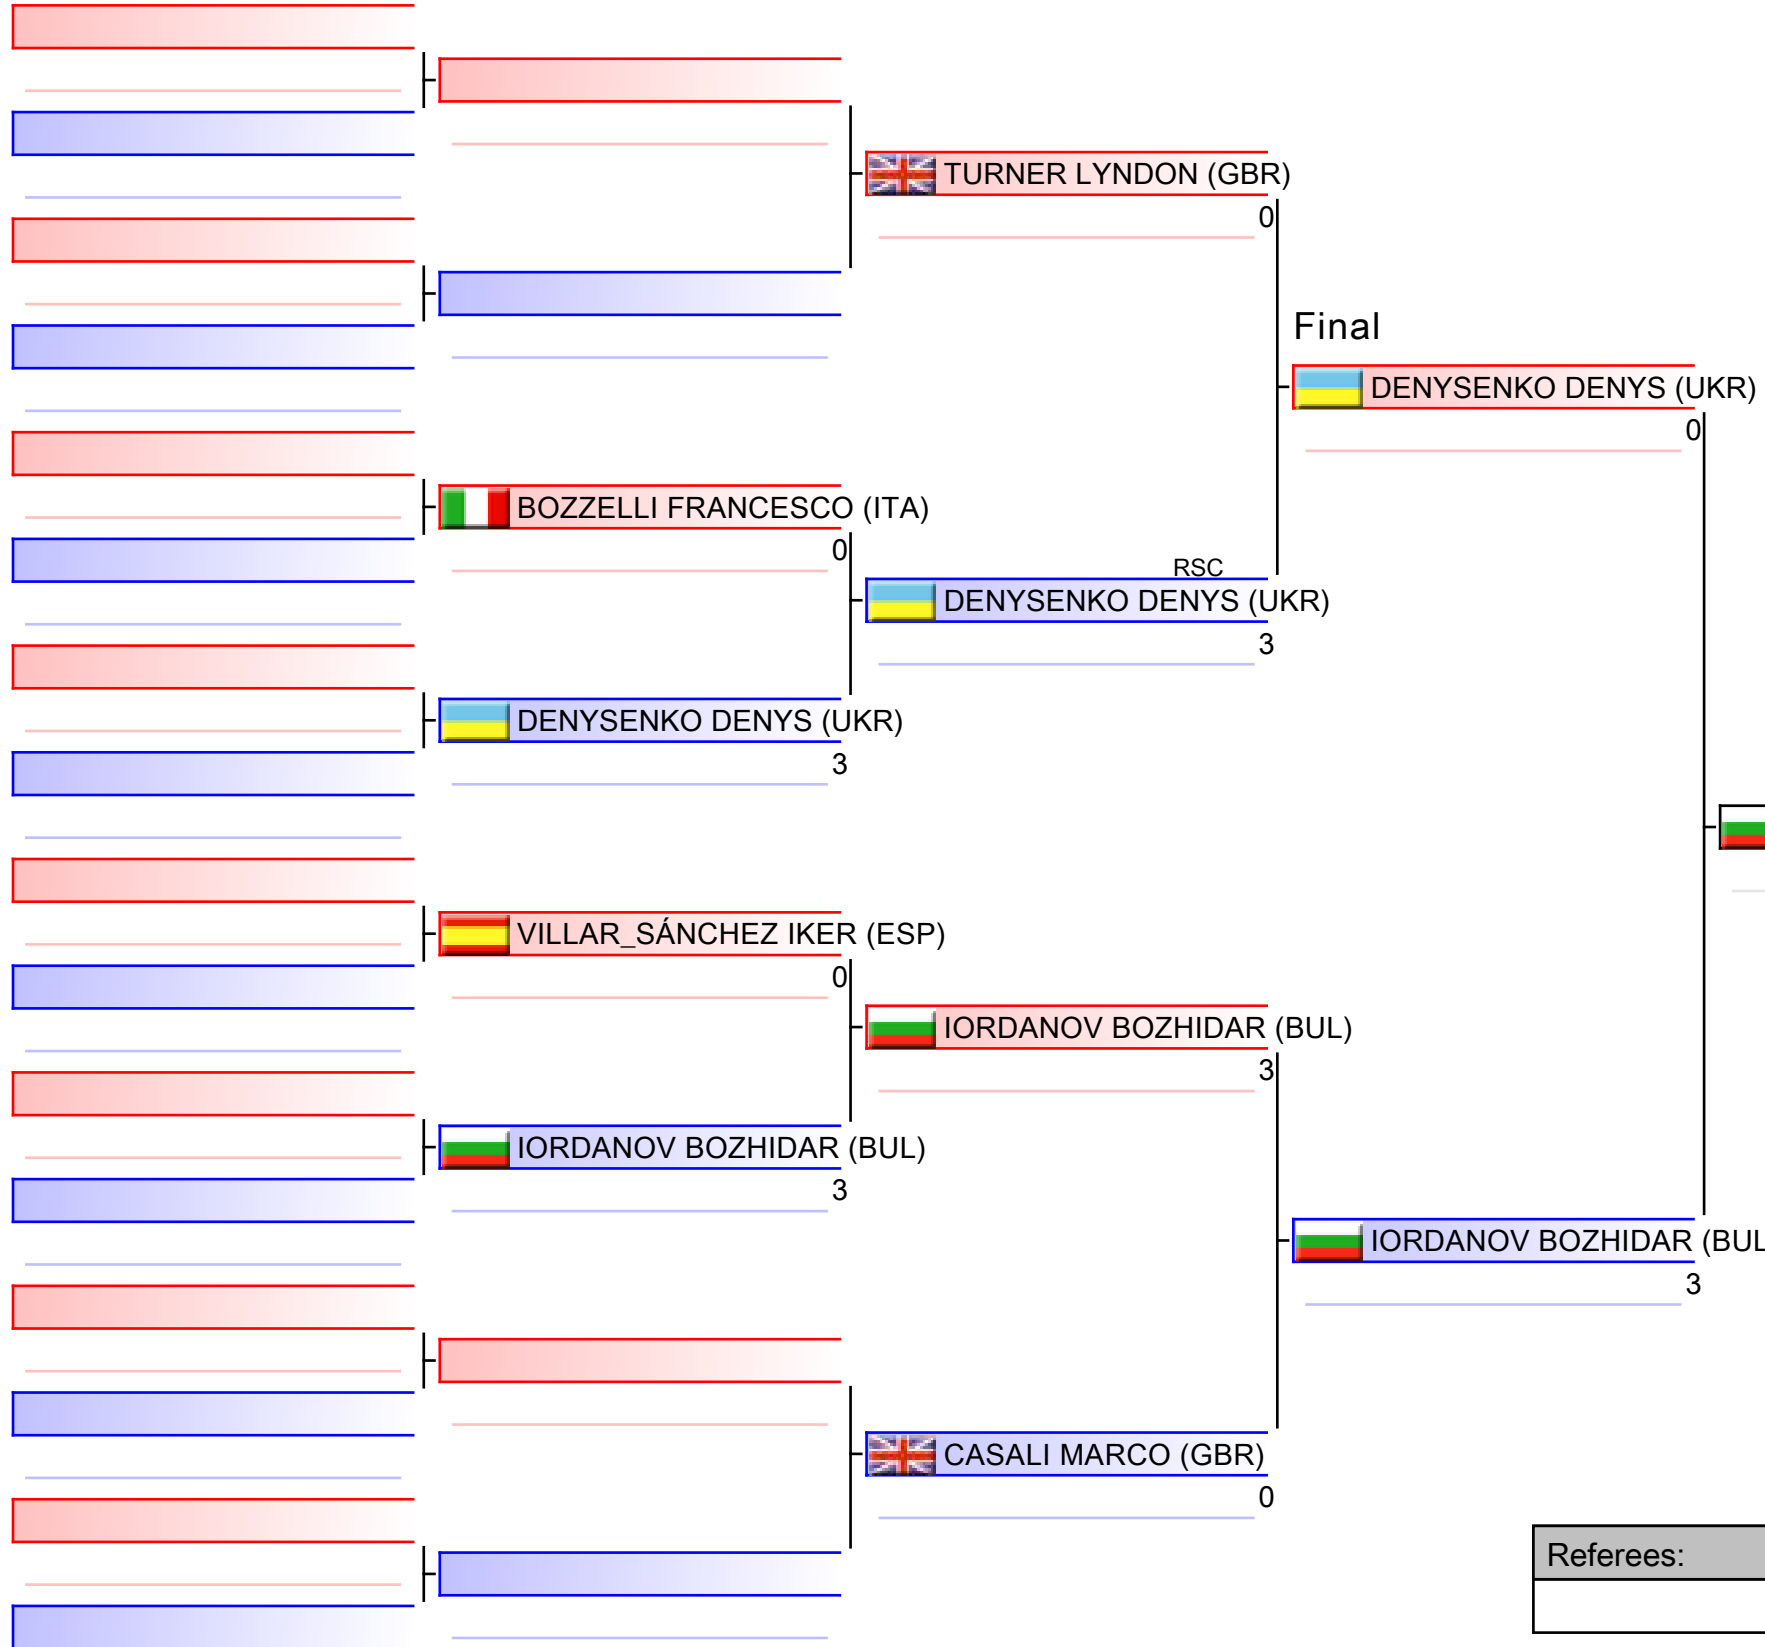 TURNER LYNDON (GBR)
0
Final
DENYSENKO DENYS (UKR)
0
BOZZELLI FRANCESCO (ITA)
0
RSC
DENYSENKO DENYS (UKR)
3
DENYSENKO DENYS (UKR)
3
VILLAR_SÁNCHEZ IKER (ESP)
0
IORDANOV BOZHIDAR (BUL)
3
IORDANOV BOZHIDAR (BUL)
3
IORDANOV BOZHIDAR (BUL
3
CASALI MARCO (GBR)
0
Referees: